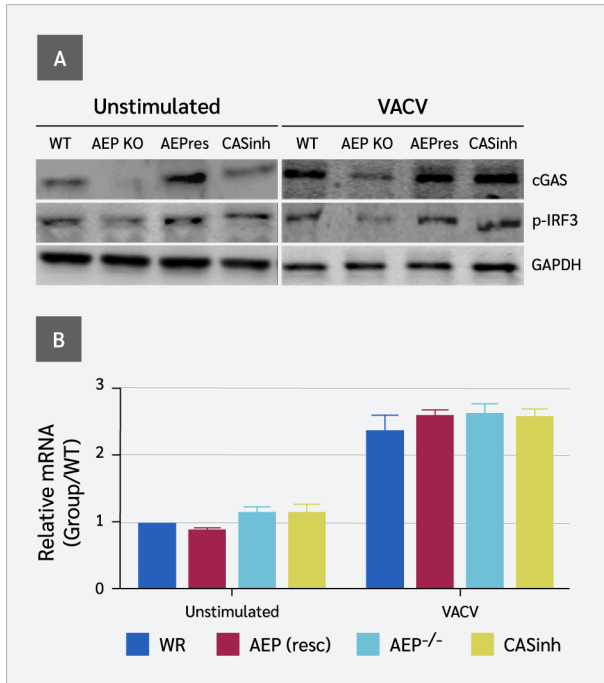 A
Unstimulated VACV
WT AEP KO AEPres CASinh WT AEP KO AEPres CASinh
cGAS
p-IRF3
GAPDH
B
Relative mRNA
(Group/WT)
3
2
1
0
Unstimulated VACV
WR AEP (resc) AEP⁻/⁻ CASinh